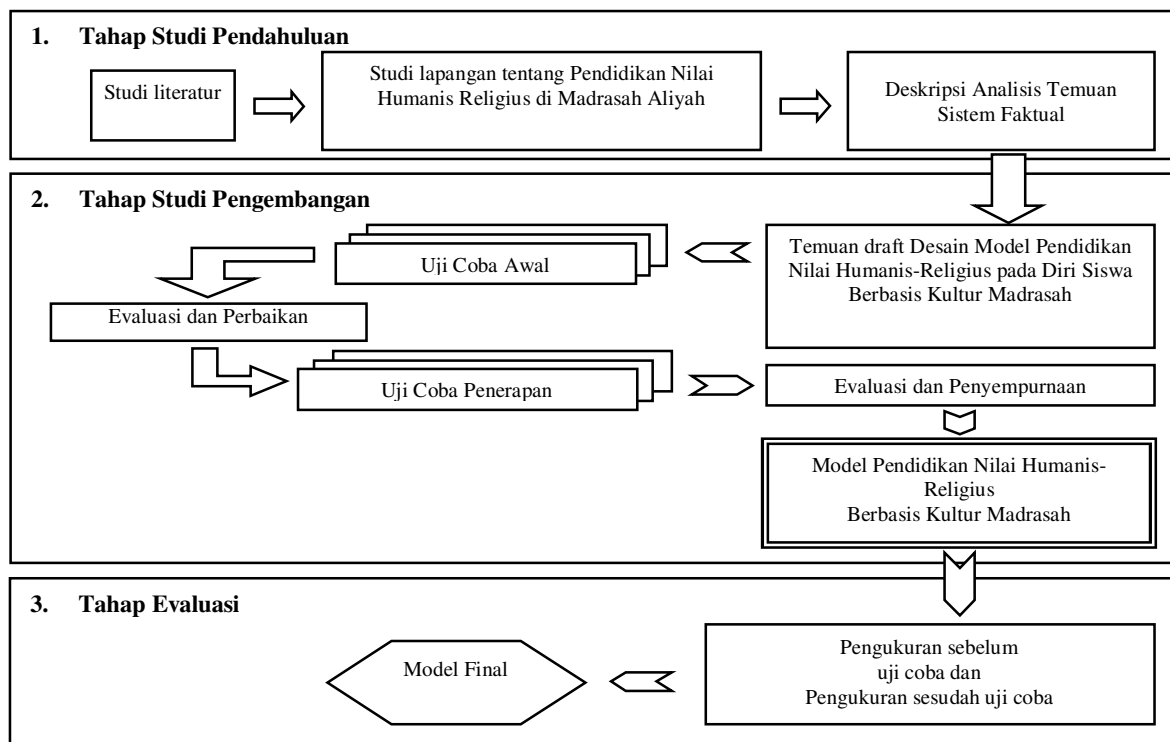 1. Tahap Studi Pendahuluan
Studi literatur
Studi lapangan tentang Pendidikan Nilai
Humanis Religius di Madrasah Aliyah
Deskripsi Analisis Temuan
Sistem Faktual
2. Tahap Studi Pengembangan
Temuan draft Desain Model Pendidikan
Nilai Humanis-Religius pada Diri Siswa
Berbasis Kultur Madrasah
Uji Coba Awal
Evaluasi dan Perbaikan
Uji Coba Penerapan
Evaluasi dan Penyempurnaan
Model Pendidikan Nilai Humanis-
Religius
Berbasis Kultur Madrasah
3. Tahap Evaluasi
Pengukuran sebelum
uji coba dan
Pengukuran sesudah uji coba
Model Final